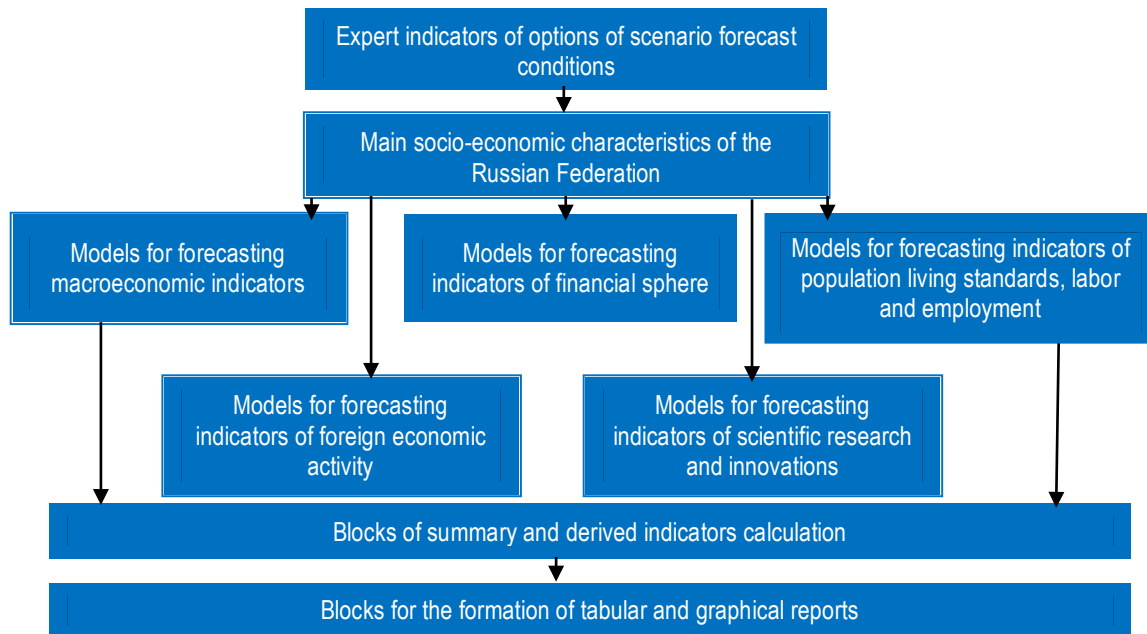 Expert indicators of options of scenario forecast
conditions
Main socio-economic characteristics of the
Russian Federation
Models for forecasting
macroeconomic indicators
Models for forecasting
indicators of financial sphere
Models for forecasting indicators of
population living standards, labor
and employment
Models for forecasting
indicators of foreign economic
activity
Models for forecasting
indicators of scientific research
and innovations
Blocks of summary and derived indicators calculation
Blocks for the formation of tabular and graphical reports